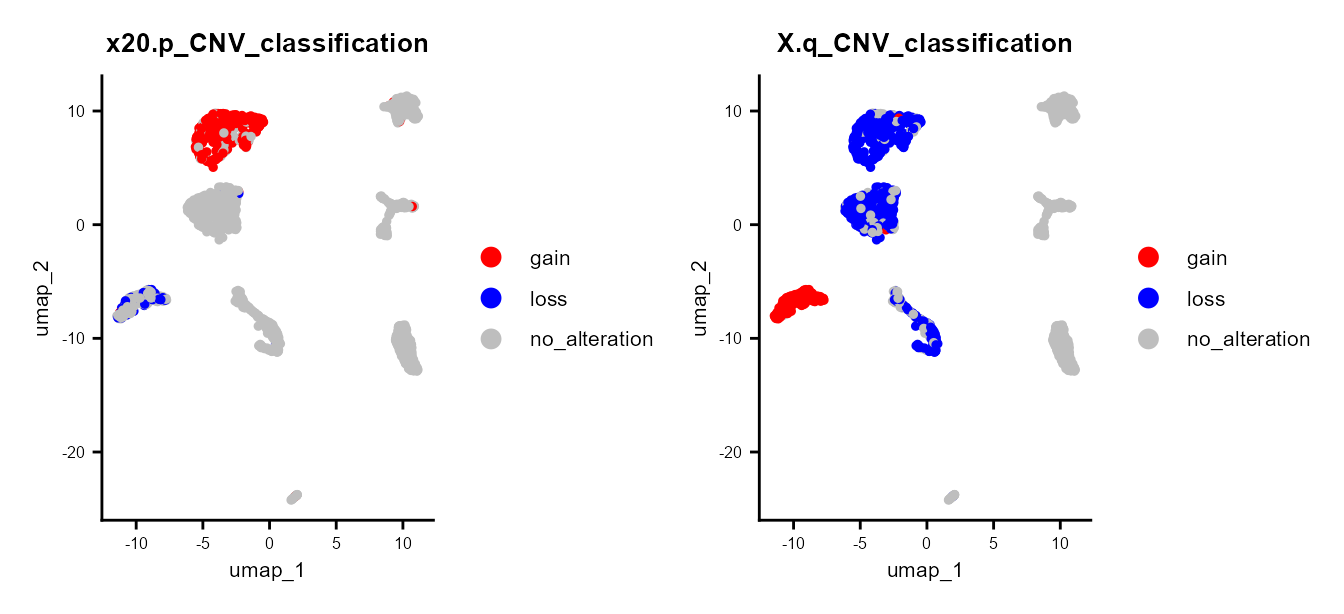 x20.p_CNV_classification
10
0
-10
-20
umap_2
-10
-5
0
5
10
umap_1
gain
loss
no_alteration
X.q_CNV_classification
10
0
-10
-20
umap_2
-10
-5
0
5
10
umap_1
gain
loss
no_alteration